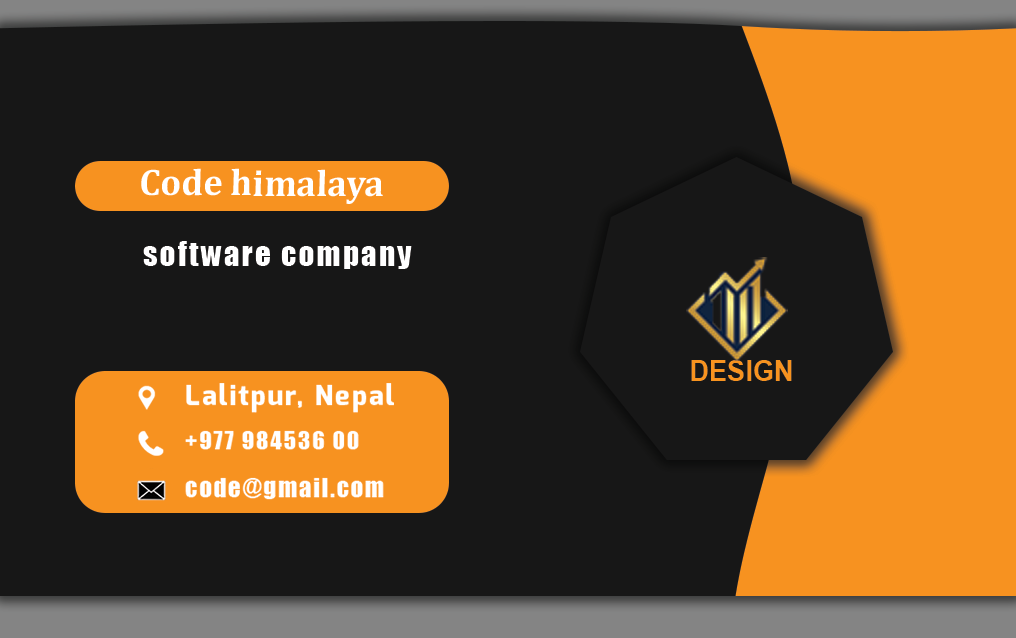 Code himalaya
software company
Lalitpur, Nepal
+977 984536 00
code@gmail.com
DESIGN